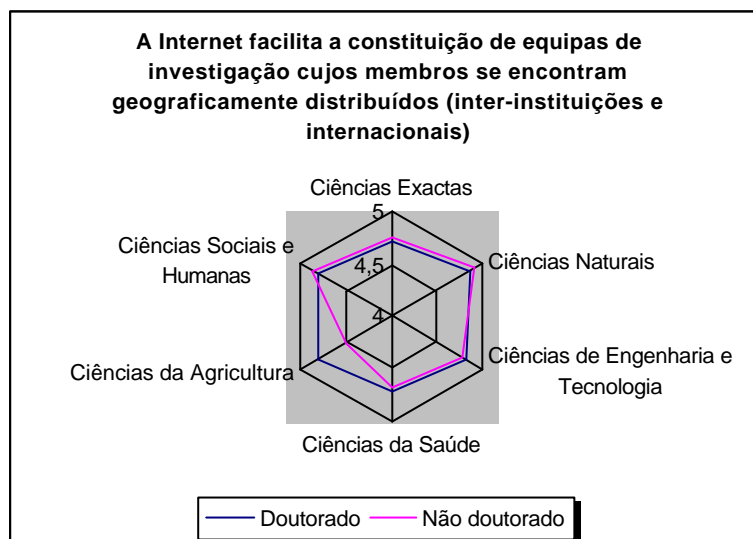 A Internet facilita a constituição de equipas de
investigação cujos membros se encontram
geograficamente distribuídos (inter-instituições e
internacionais)
Ciências Exactas
5
Ciências Sociais e
Humanas
4,5
Ciências Naturais
4
Ciências da Agricultura
Ciências de Engenharia e
Tecnologia
Ciências da Saúde
Doutorado
Não doutorado